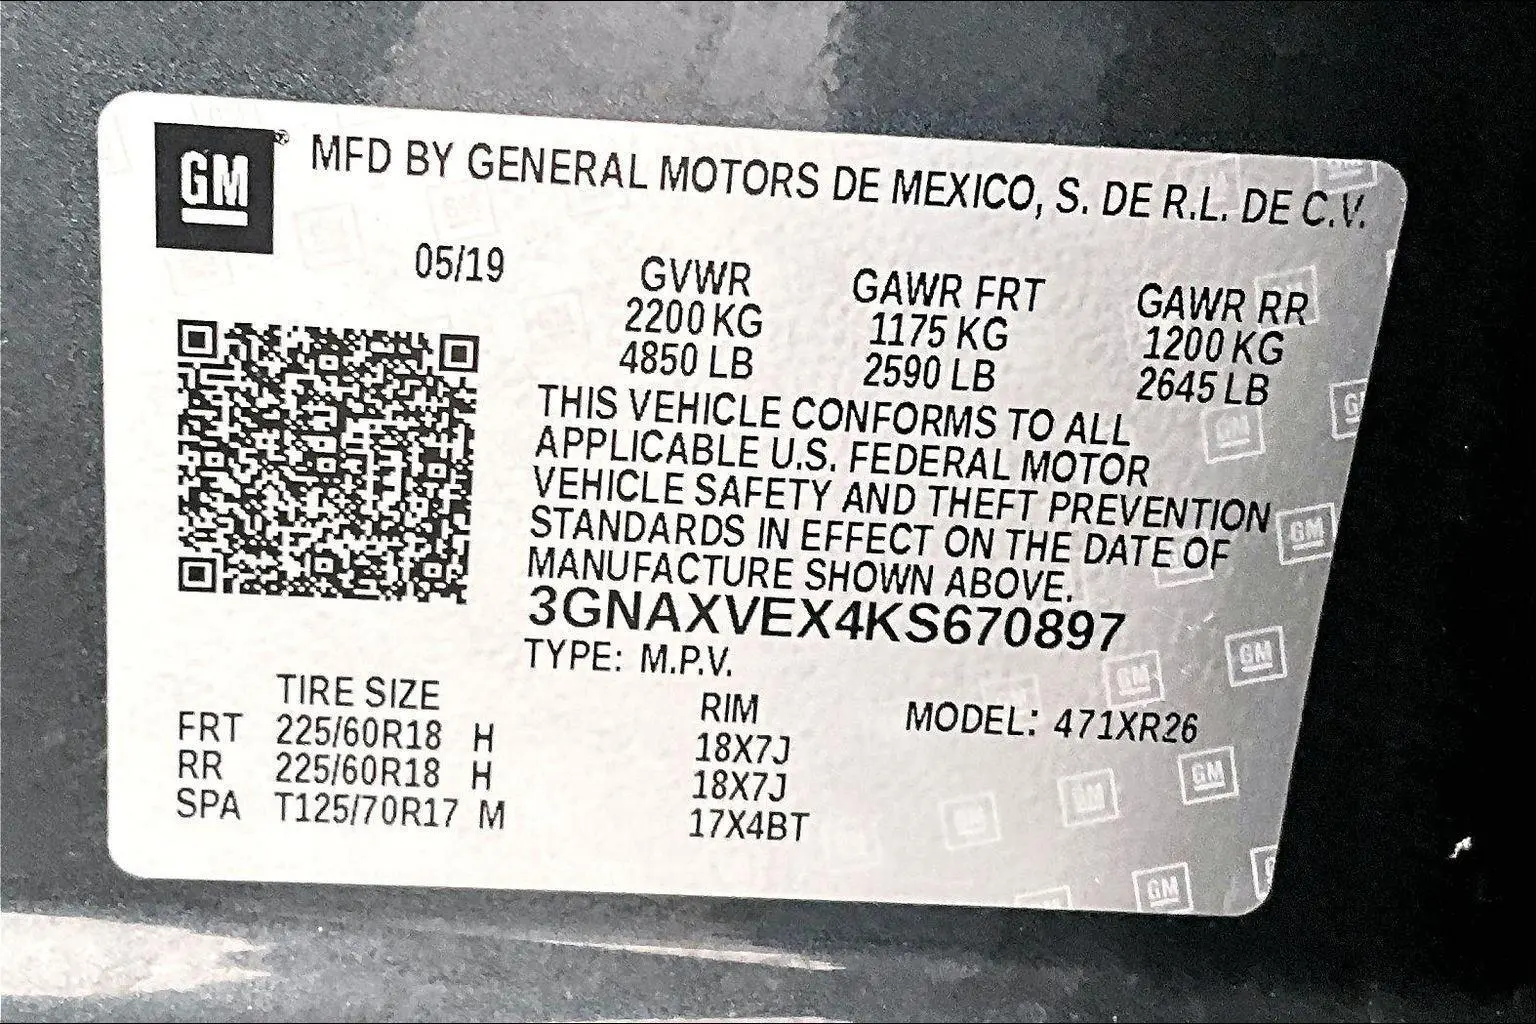 GM® MFD BY GENERAL MOTORS DE MEXICO, S. DE R.L. DE C.V.
05/19 GVWR GAWR FRT GAWR RR
2200 KG 1175 KG 1200 KG
4850 LB 2590 LB 2645 LB
THIS VEHICLE CONFORMS TO ALL
APPLICABLE U.S. FEDERAL MOTOR
VEHICLE SAFETY AND THEFT PREVENTION
STANDARDS IN EFFECT ON THE DATE OF
MANUFACTURE SHOWN ABOVE.
3GNAXVEX4KS670897
TYPE: M.P.V.
TIRE SIZE RIM MODEL: 471XR26
FRT 225/60R18 H 18X7J
RR 225/60R18 H 18X7J
SPA T125/70R17 M 17X4BT